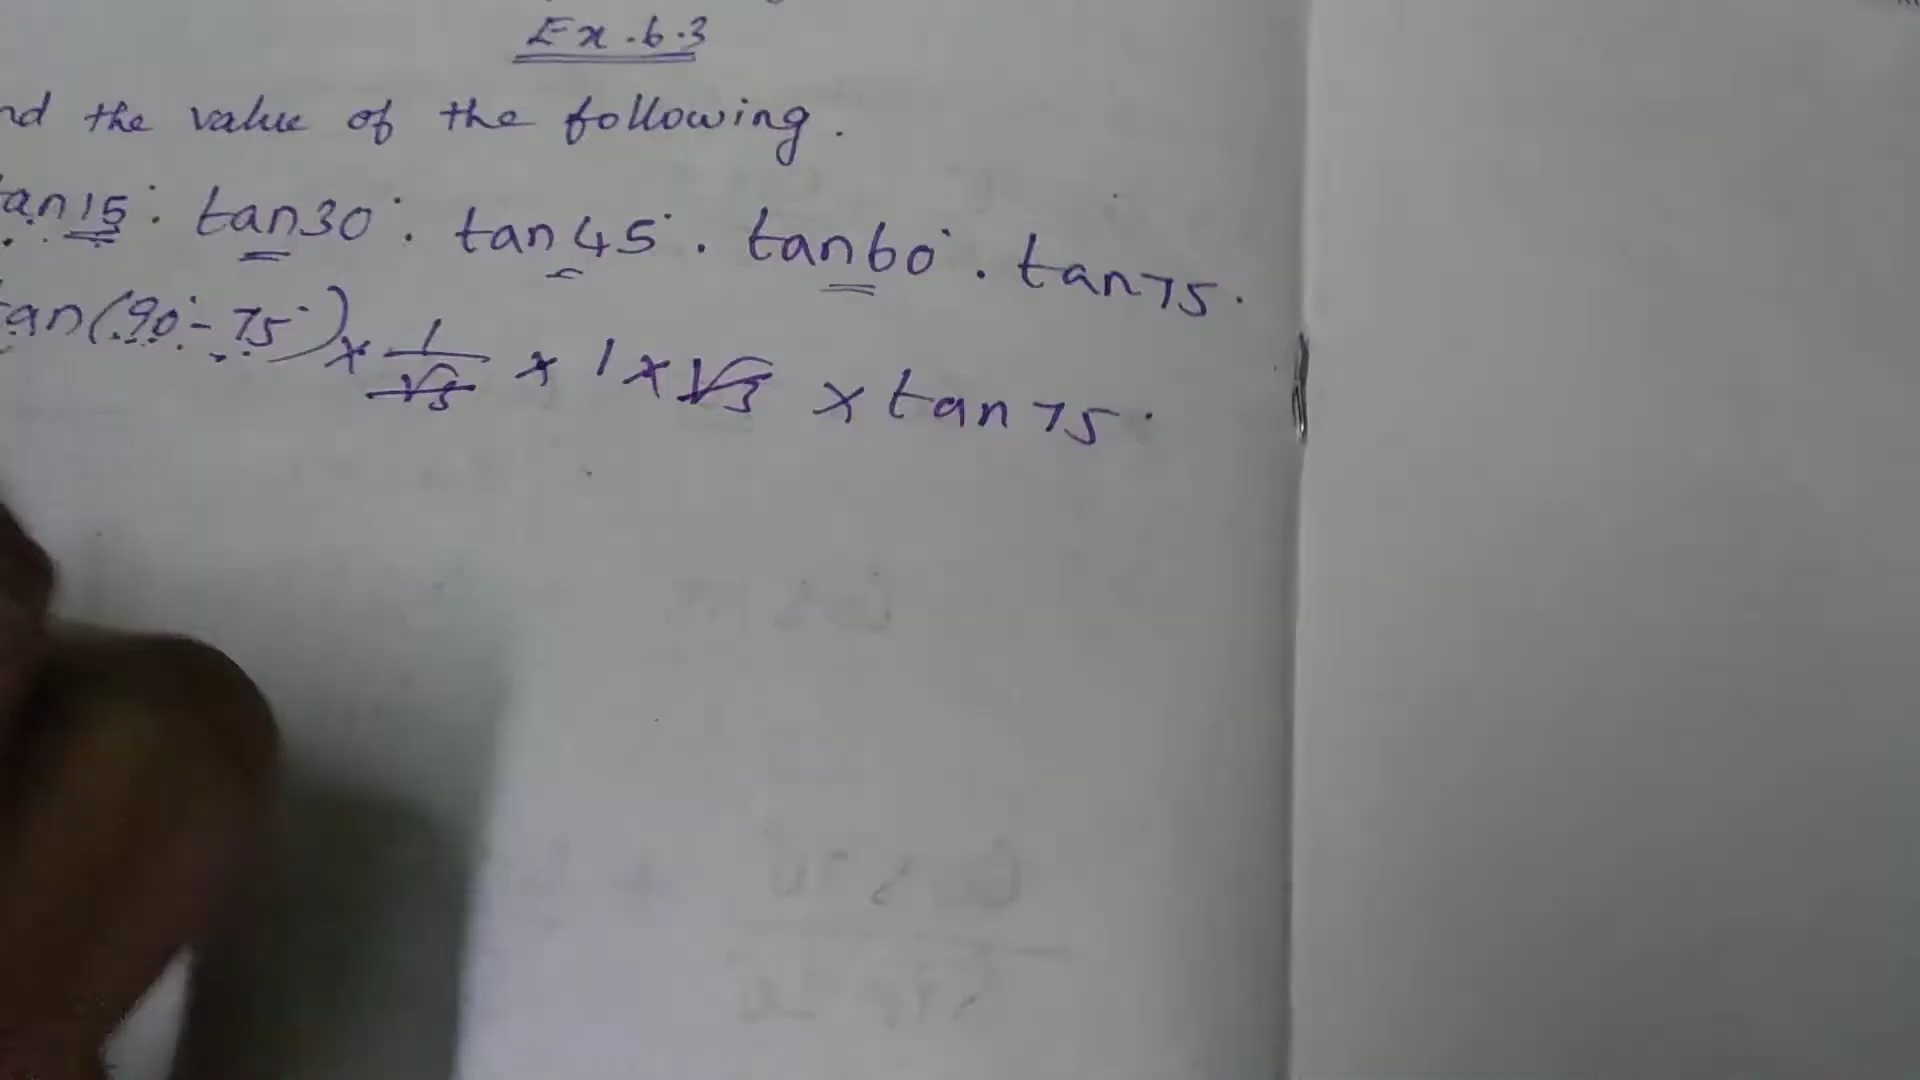 Ex.6.3
nd the value of the following.
an15°. tan30°. tan45°. tan60°. tan75°
tan(90°-75°) × 1/√3 × 1 × √3 × tan75°